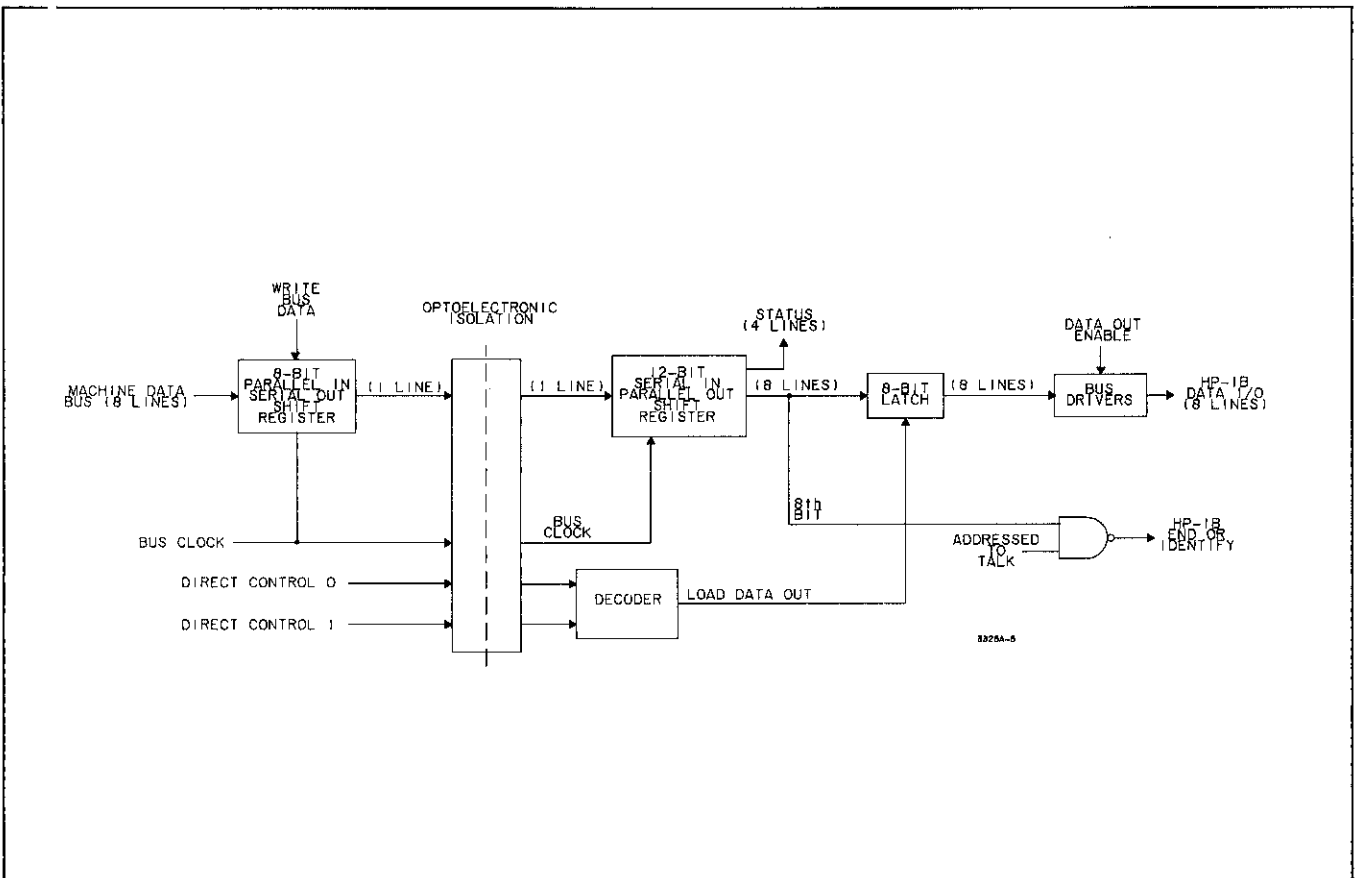 WRITE
BUS
DATA
OPTOELECTRONIC
ISOLATION
STATUS
(4 LINES)
DATA OUT
ENABLE
MACHINE DATA
BUS (8 LINES)
8-BIT
PARALLEL IN
SERIAL OUT
SHIFT
REGISTER
(1 LINE)
(1 LINE)
12-BIT
SERIAL IN
PARALLEL OUT
SHIFT
REGISTER
(8 LINES)
8-BIT
LATCH
(8 LINES)
BUS
DRIVERS
HP-IB
DATA I/O
(8 LINES)
BUS CLOCK
BUS
CLOCK
8th
BIT
ADDRESSED
TO
TALK
HP-IB
END OR
IDENTIFY
DIRECT CONTROL 0
DIRECT CONTROL 1
DECODER
LOAD DATA OUT